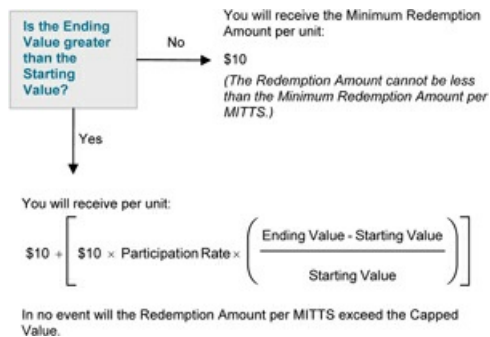 Is the Ending
Value greater
than the
Starting
Value?
No
You will receive the Minimum Redemption
Amount per unit:
$10
(The Redemption Amount cannot be less
than the Minimum Redemption Amount per
MITTS.)
Yes
You will receive per unit:
$10 + [ $10 × Participation Rate × ( Ending Value - Starting Value
Starting Value ) ]
In no event will the Redemption Amount per MITTS exceed the Capped
Value.